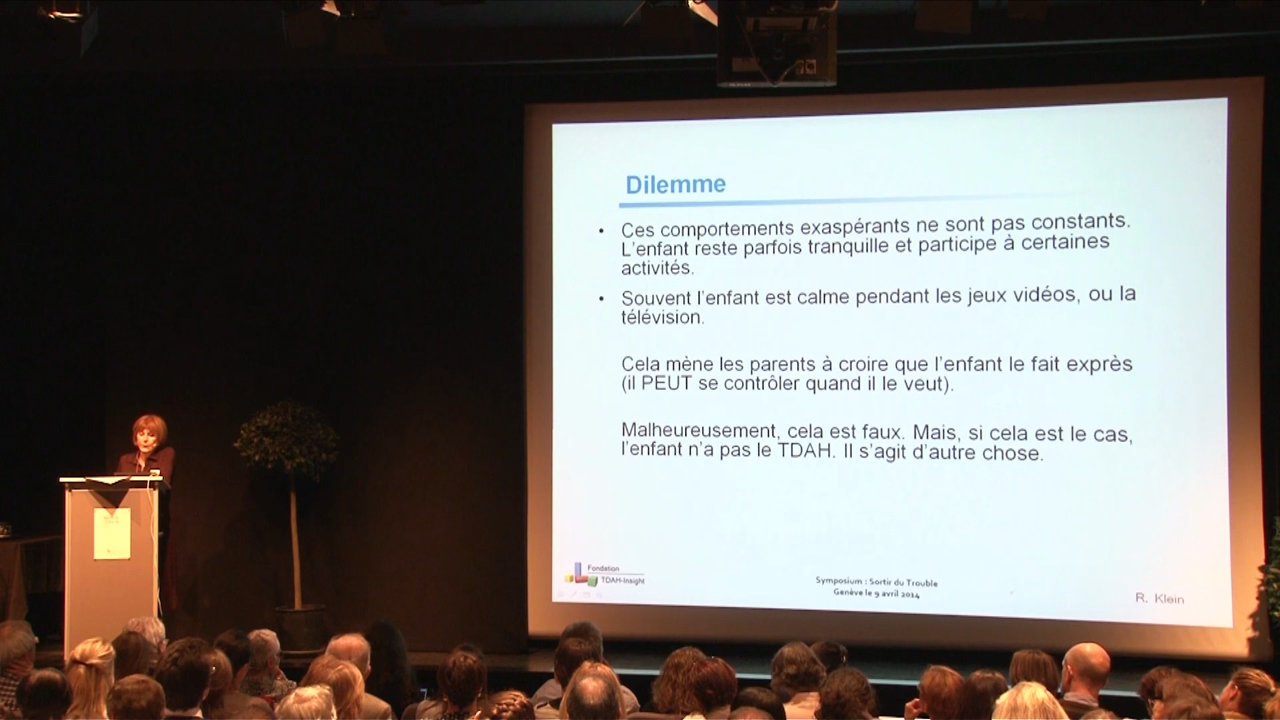 Dilemme
• Ces comportements exaspérants ne sont pas constants.
L'enfant reste parfois tranquille et participe à certaines
activités.
• Souvent l'enfant est calme pendant les jeux vidéos, ou la
télévision.
Cela mène les parents à croire que l'enfant le fait exprès
(il PEUT se contrôler quand il le veut).
Malheureusement, cela est faux. Mais, si cela est le cas,
l'enfant n'a pas le TDAH. Il s'agit d'autre chose.
Fondation
TDAH-Insight
Symposium : Sortir du Trouble
Genève le 9 avril 2014
R. Klein